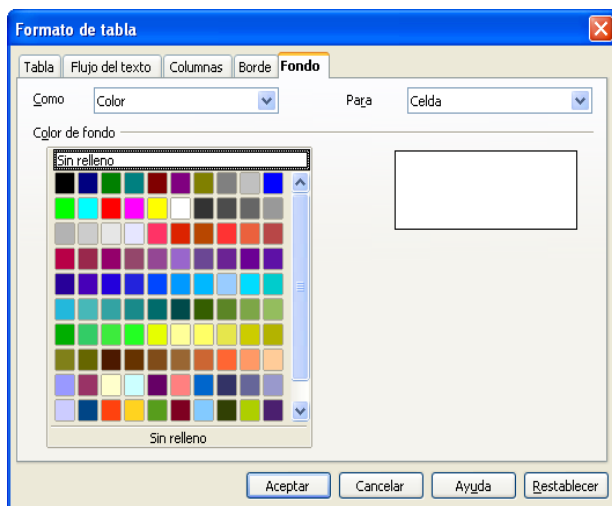 Formato de tabla
Tabla Flujo del texto Columnas Borde Fondo
Como Color Para Celda
Color de fondo
Sin relleno
Sin relleno
Aceptar Cancelar Ayuda Restablecer